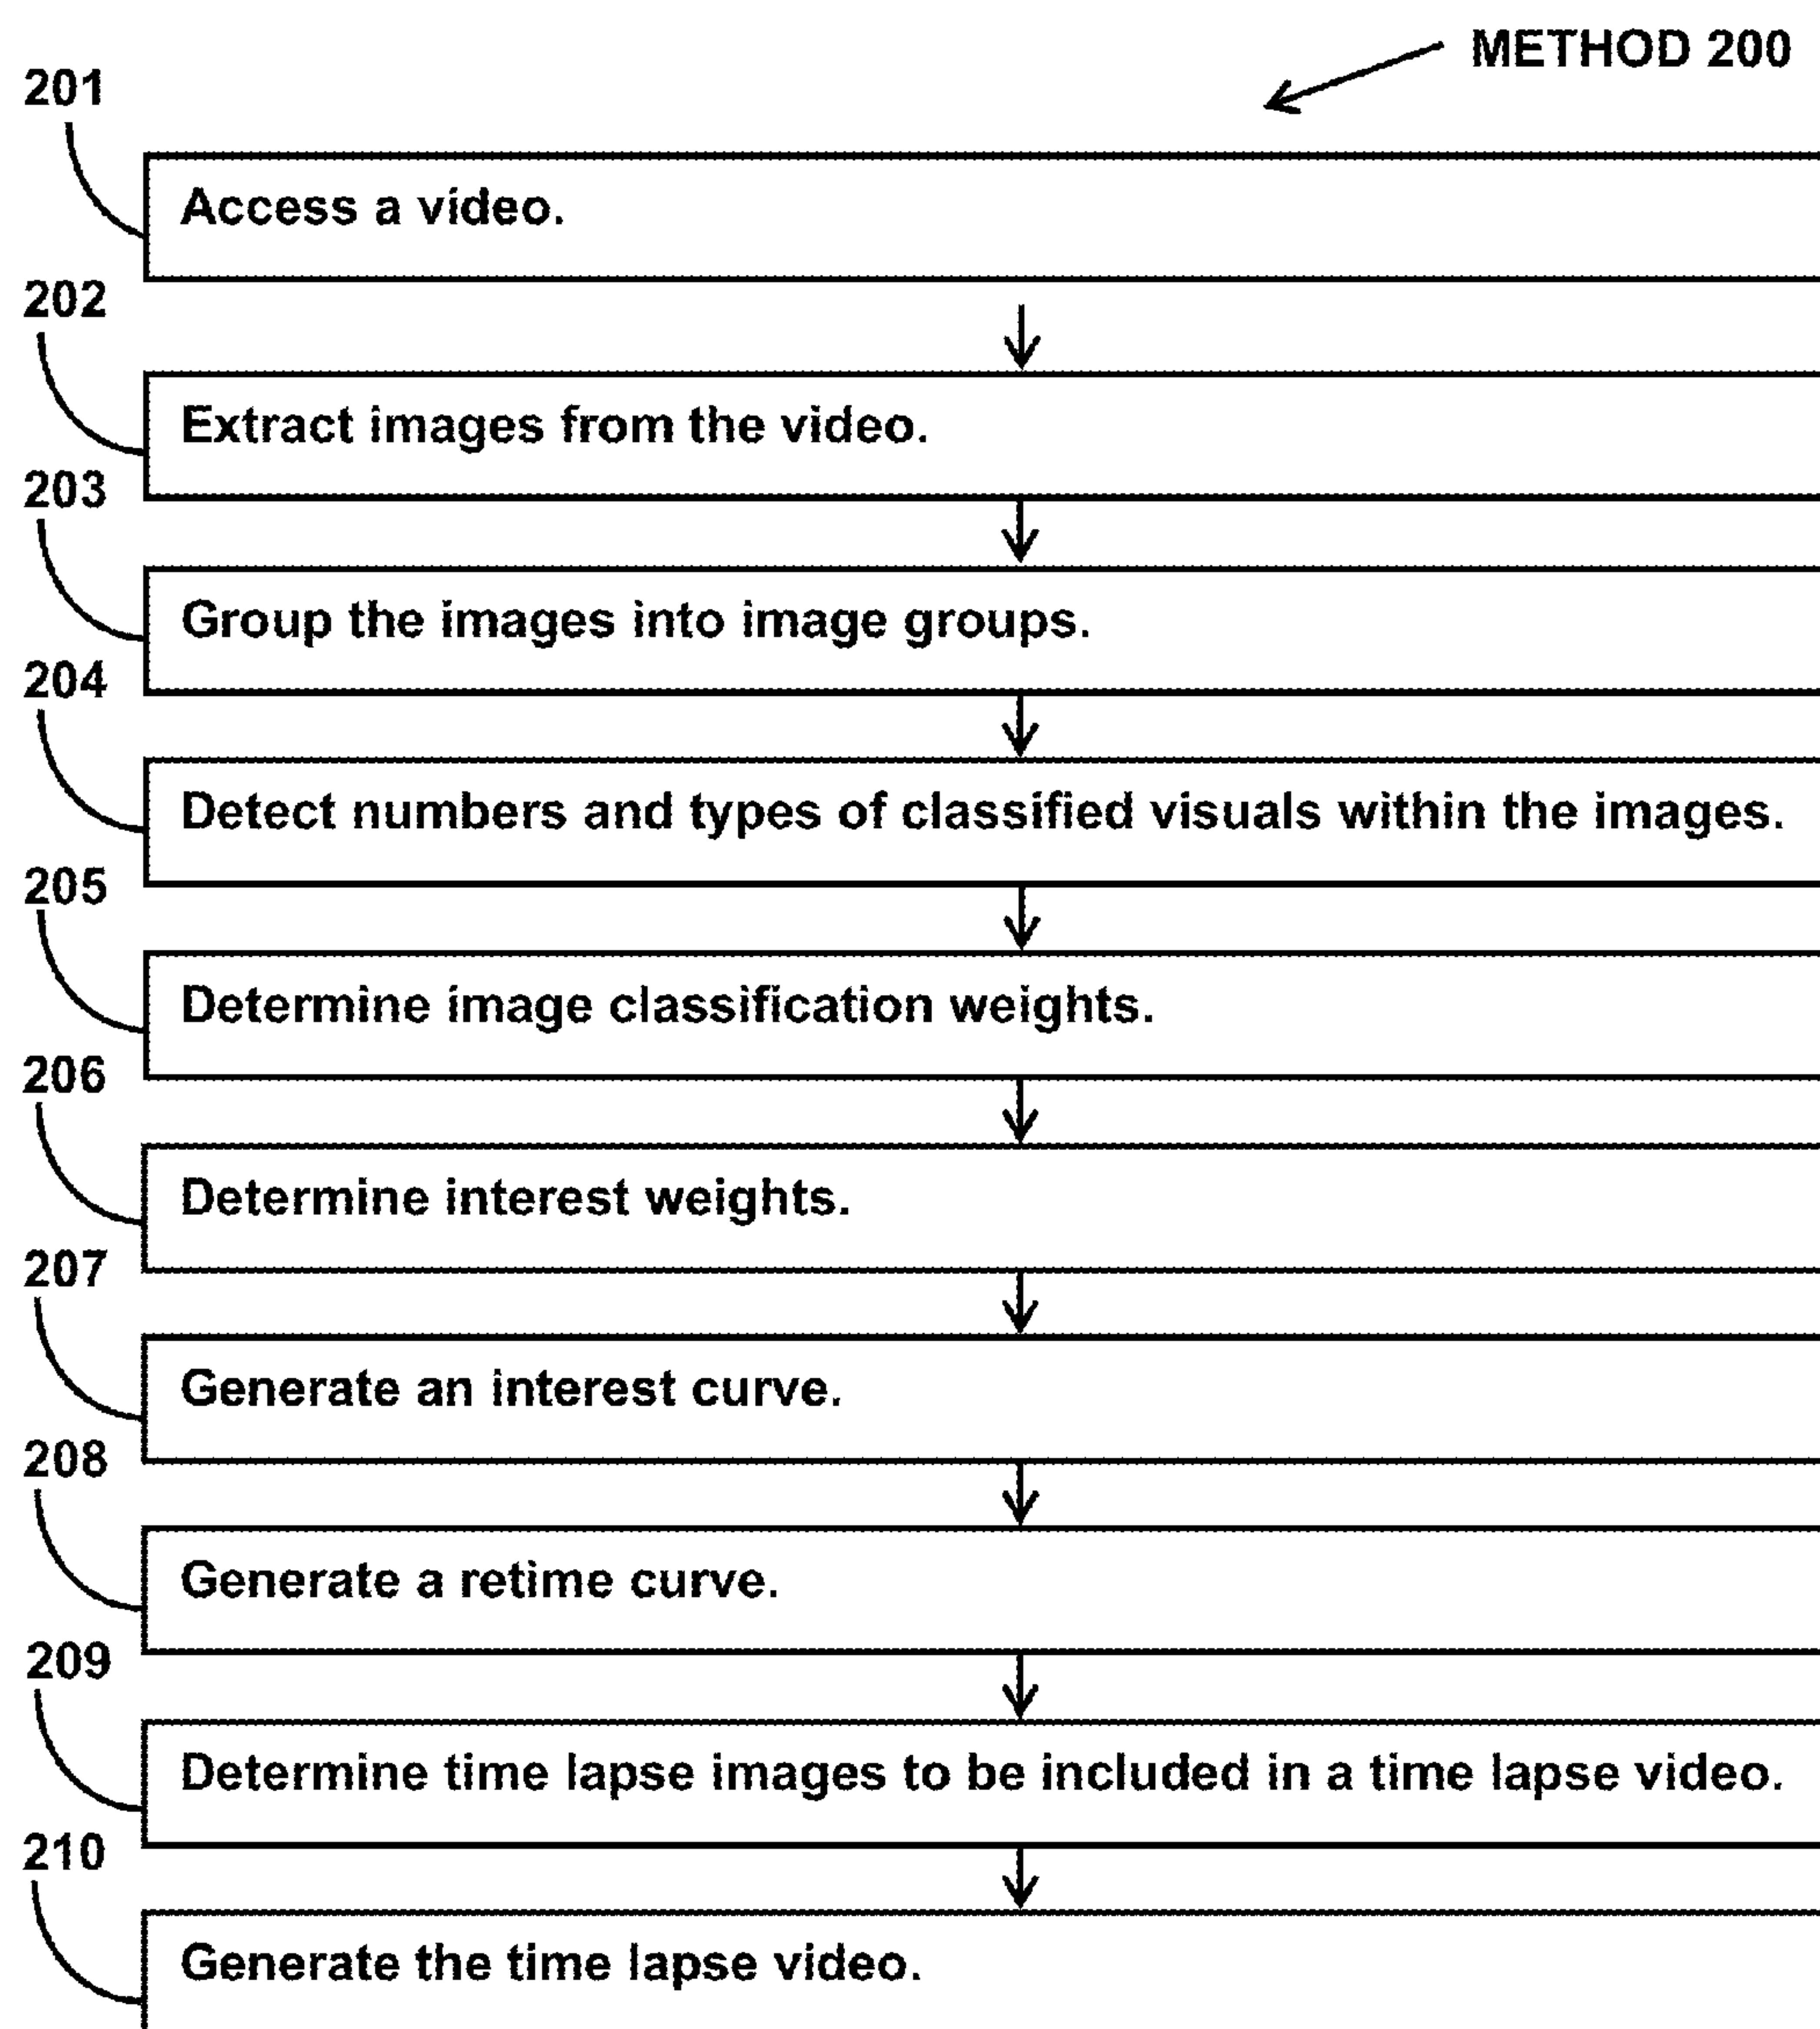 METHOD 200
201
Access a video.
202
Extract images from the video.
203
Group the images into image groups.
204
Detect numbers and types of classified visuals within the images.
205
Determine image classification weights.
206
Determine interest weights.
207
Generate an interest curve.
208
Generate a retime curve.
209
Determine time lapse images to be included in a time lapse video.
210
Generate the time lapse video.